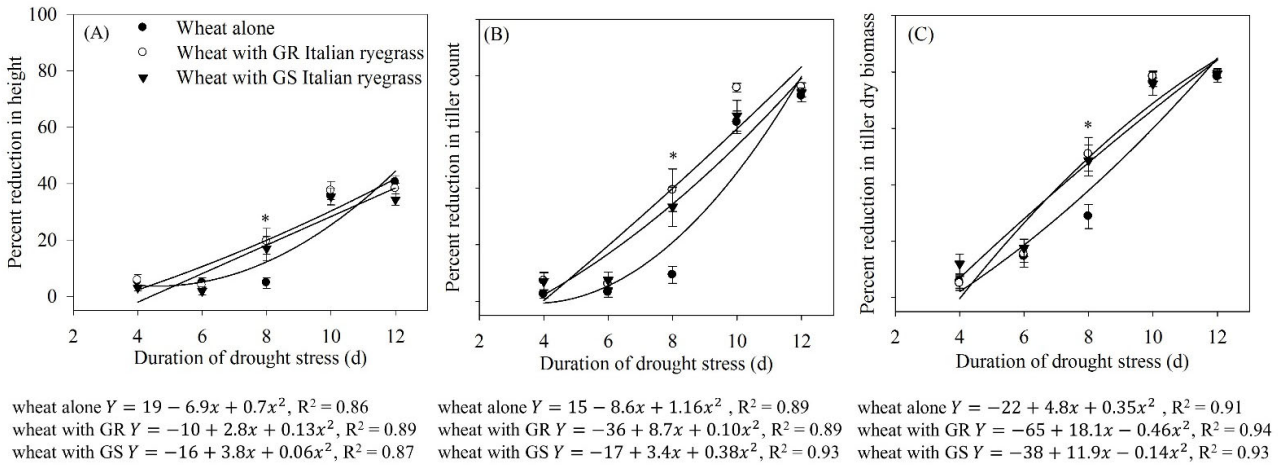 100
80
60
40
20
0
Percent reduction in height
(A)
Wheat alone
Wheat with GR Italian ryegrass
Wheat with GS Italian ryegrass
*
2 4 6 8 10 12
Duration of drought stress (d)
Percent reduction in tiller count
(B)
*
2 4 6 8 10 12
Duration of drought stress (d)
Percent reduction in tiller dry biomass
(C)
*
2 4 6 8 10 12
Duration of drought stress (d)
wheat alone Y = 19 − 6.9x + 0.7x², R² = 0.86
wheat with GR Y = −10 + 2.8x + 0.13x², R² = 0.89
wheat with GS Y = −16 + 3.8x + 0.06x², R² = 0.87
wheat alone Y = 15 − 8.6x + 1.16x² , R² = 0.89
wheat with GR Y = −36 + 8.7x + 0.10x², R² = 0.89
wheat with GS Y = −17 + 3.4x + 0.38x², R² = 0.93
wheat alone Y = −22 + 4.8x + 0.35x² , R² = 0.91
wheat with GR Y = −65 + 18.1x − 0.46x², R² = 0.94
wheat with GS Y = −38 + 11.9x − 0.14x², R² = 0.93